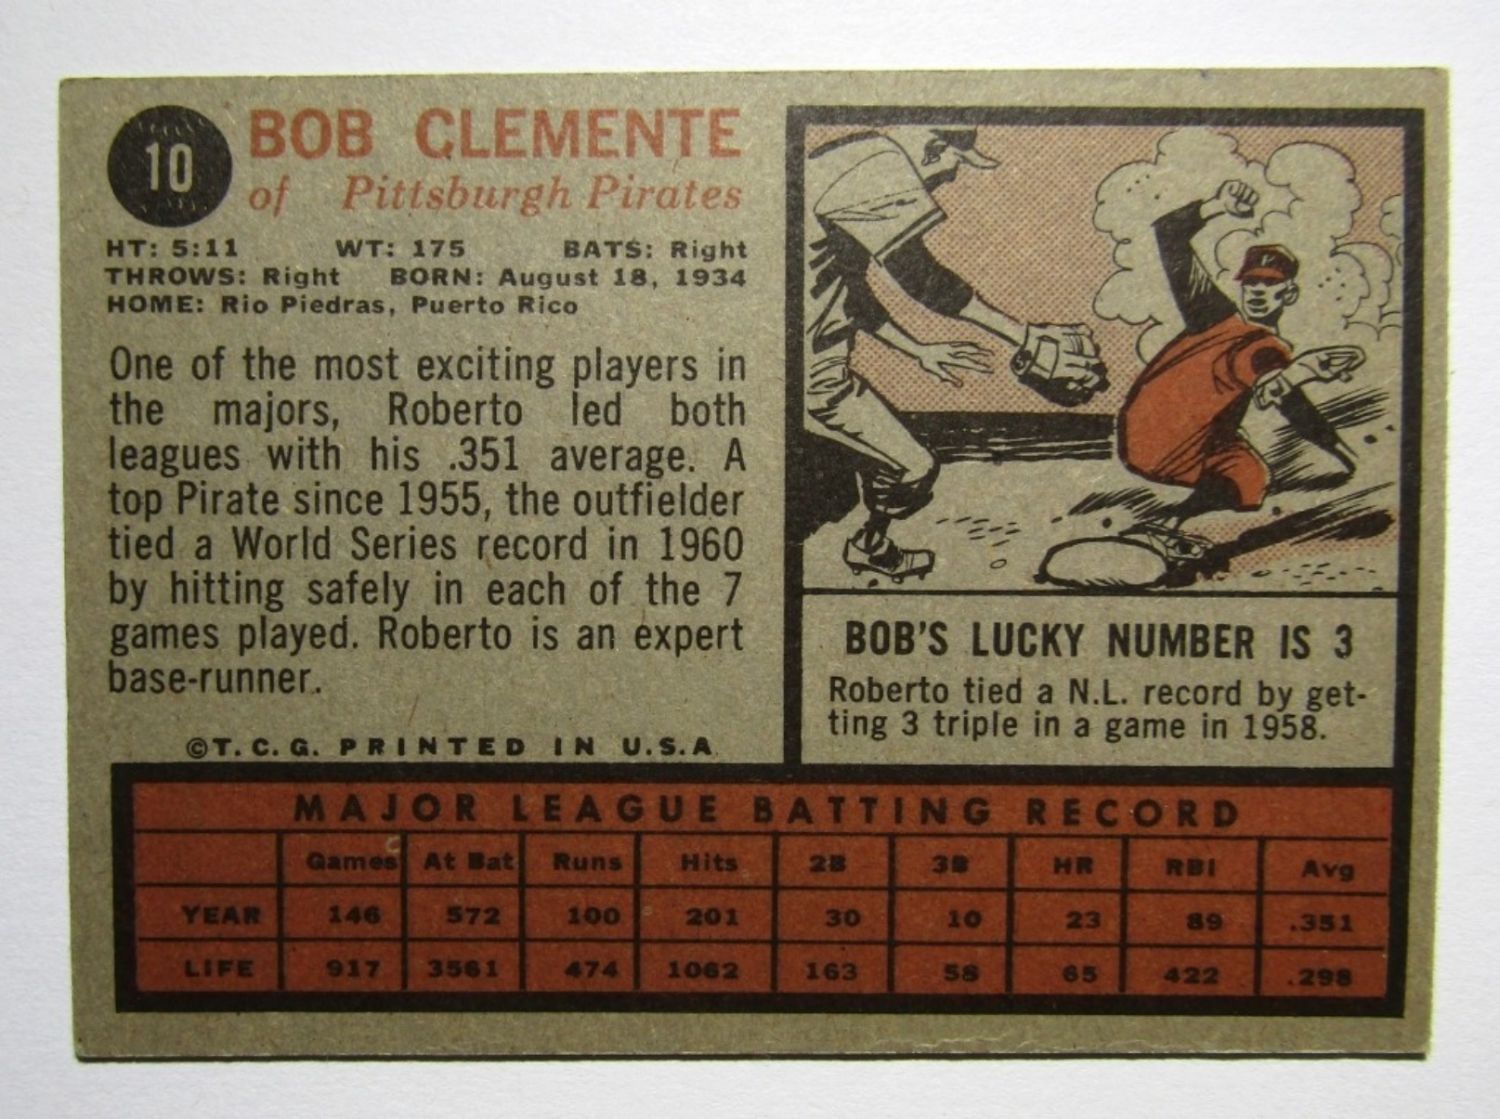 10
BOB CLEMENTE
of Pittsburgh Pirates
HT: 5:11 WT: 175 BATS: Right
THROWS: Right BORN: August 18, 1934
HOME: Rio Piedras, Puerto Rico
One of the most exciting players in
the majors, Roberto led both
leagues with his .351 average. A
top Pirate since 1955, the outfielder
tied a World Series record in 1960
by hitting safely in each of the 7
games played. Roberto is an expert
base-runner.
©T.C.G. PRINTED IN U.S.A.
P
BOB'S LUCKY NUMBER IS 3
Roberto tied a N.L. record by get-
ting 3 triple in a game in 1958.
MAJOR LEAGUE BATTING RECORD
Games At Bat Runs Hits 2B 3B HR RBI Avg
YEAR 146 572 100 201 30 10 23 89 .351
LIFE 917 3561 474 1062 163 58 65 422 .298